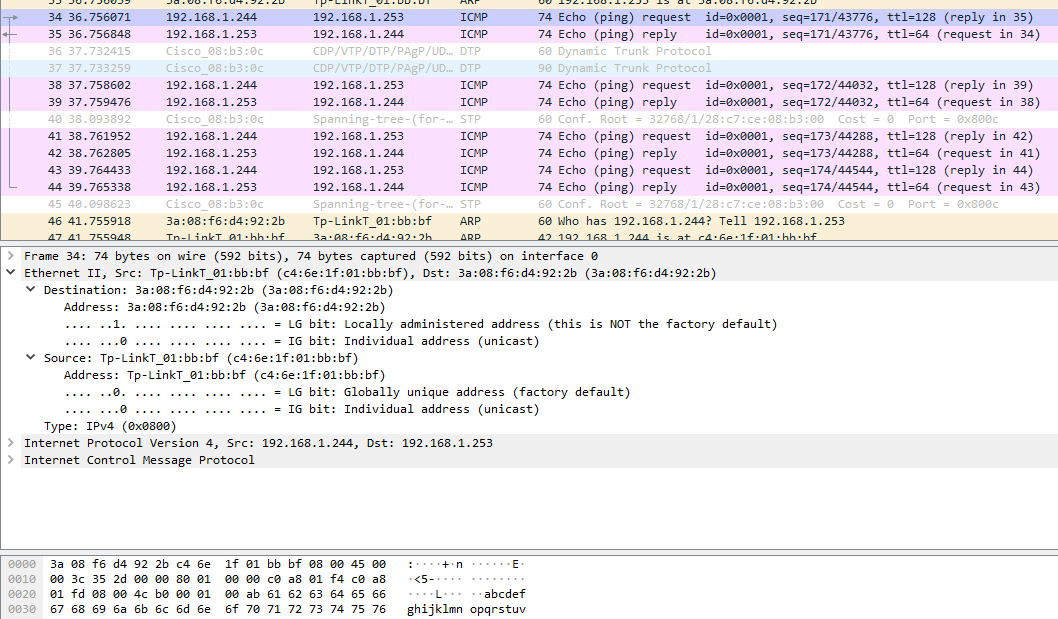 33 36.756059 3a:08:f6:d4:92:2b Tp-LinkT_01:bb:bf ARP 60 192.168.1.253 is at 3a:08:f6:d4:92:2b
34 36.756071 192.168.1.244 192.168.1.253 ICMP 74 Echo (ping) request id=0x0001, seq=171/43776, ttl=128 (reply in 35)
35 36.756848 192.168.1.253 192.168.1.244 ICMP 74 Echo (ping) reply id=0x0001, seq=171/43776, ttl=64 (request in 34)
36 37.732415 Cisco_08:b3:0c CDP/VTP/DTP/PAgP/UD… DTP 60 Dynamic Trunk Protocol
37 37.733259 Cisco_08:b3:0c CDP/VTP/DTP/PAgP/UD… DTP 90 Dynamic Trunk Protocol
38 37.758602 192.168.1.244 192.168.1.253 ICMP 74 Echo (ping) request id=0x0001, seq=172/44032, ttl=128 (reply in 39)
39 37.759476 192.168.1.253 192.168.1.244 ICMP 74 Echo (ping) reply id=0x0001, seq=172/44032, ttl=64 (request in 38)
40 38.093892 Cisco_08:b3:0c Spanning-tree-(for-… STP 60 Conf. Root = 32768/1/28:c7:ce:08:b3:00 Cost = 0 Port = 0x800c
41 38.761952 192.168.1.244 192.168.1.253 ICMP 74 Echo (ping) request id=0x0001, seq=173/44288, ttl=128 (reply in 42)
42 38.762805 192.168.1.253 192.168.1.244 ICMP 74 Echo (ping) reply id=0x0001, seq=173/44288, ttl=64 (request in 41)
43 39.764433 192.168.1.244 192.168.1.253 ICMP 74 Echo (ping) request id=0x0001, seq=174/44544, ttl=128 (reply in 44)
44 39.765338 192.168.1.253 192.168.1.244 ICMP 74 Echo (ping) reply id=0x0001, seq=174/44544, ttl=64 (request in 43)
45 40.098623 Cisco_08:b3:0c Spanning-tree-(for-… STP 60 Conf. Root = 32768/1/28:c7:ce:08:b3:00 Cost = 0 Port = 0x800c
46 41.755918 3a:08:f6:d4:92:2b Tp-LinkT_01:bb:bf ARP 60 Who has 192.168.1.244? Tell 192.168.1.253
47 41.755948 Tp-LinkT_01:bb:bf 3a:08:f6:d4:92:2b ARP 42 192.168.1.244 is at c4:6e:1f:01:bb:bf
Frame 34: 74 bytes on wire (592 bits), 74 bytes captured (592 bits) on interface 0
Ethernet II, Src: Tp-LinkT_01:bb:bf (c4:6e:1f:01:bb:bf), Dst: 3a:08:f6:d4:92:2b (3a:08:f6:d4:92:2b)
Destination: 3a:08:f6:d4:92:2b (3a:08:f6:d4:92:2b)
Address: 3a:08:f6:d4:92:2b (3a:08:f6:d4:92:2b)
.... ..1. .... .... .... .... = LG bit: Locally administered address (this is NOT the factory default)
.... ...0 .... .... .... .... = IG bit: Individual address (unicast)
Source: Tp-LinkT_01:bb:bf (c4:6e:1f:01:bb:bf)
Address: Tp-LinkT_01:bb:bf (c4:6e:1f:01:bb:bf)
.... ..0. .... .... .... .... = LG bit: Globally unique address (factory default)
.... ...0 .... .... .... .... = IG bit: Individual address (unicast)
Type: IPv4 (0x0800)
Internet Protocol Version 4, Src: 192.168.1.244, Dst: 192.168.1.253
Internet Control Message Protocol
0000 3a 08 f6 d4 92 2b c4 6e 1f 01 bb bf 08 00 45 00 :····+·n ······E·
0010 00 3c 35 2d 00 00 80 01 00 00 c0 a8 01 f4 c0 a8 ·<5-···· ········
0020 01 fd 08 00 4c b0 00 01 00 ab 61 62 63 64 65 66 ····L··· ··abcdef
0030 67 68 69 6a 6b 6c 6d 6e 6f 70 71 72 73 74 75 76 ghijklmn opqrstuv